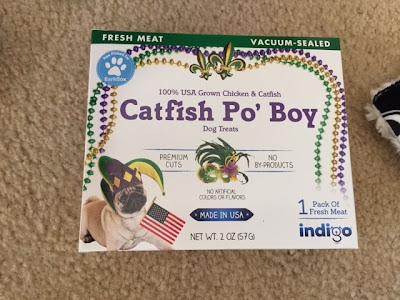 FRESH MEAT
VACUUM-SEALED
BarkBox
100% USA Grown Chicken & Catfish
Catfish Po' Boy
Dog Treats
PREMIUM
CUTS
NO
BY-PRODUCTS
NO ARTIFICIAL
COLORS OR FLAVORS
MADE IN USA
1 Pack Of
Fresh Meat
NET WT. 2 OZ (57G)
indigo